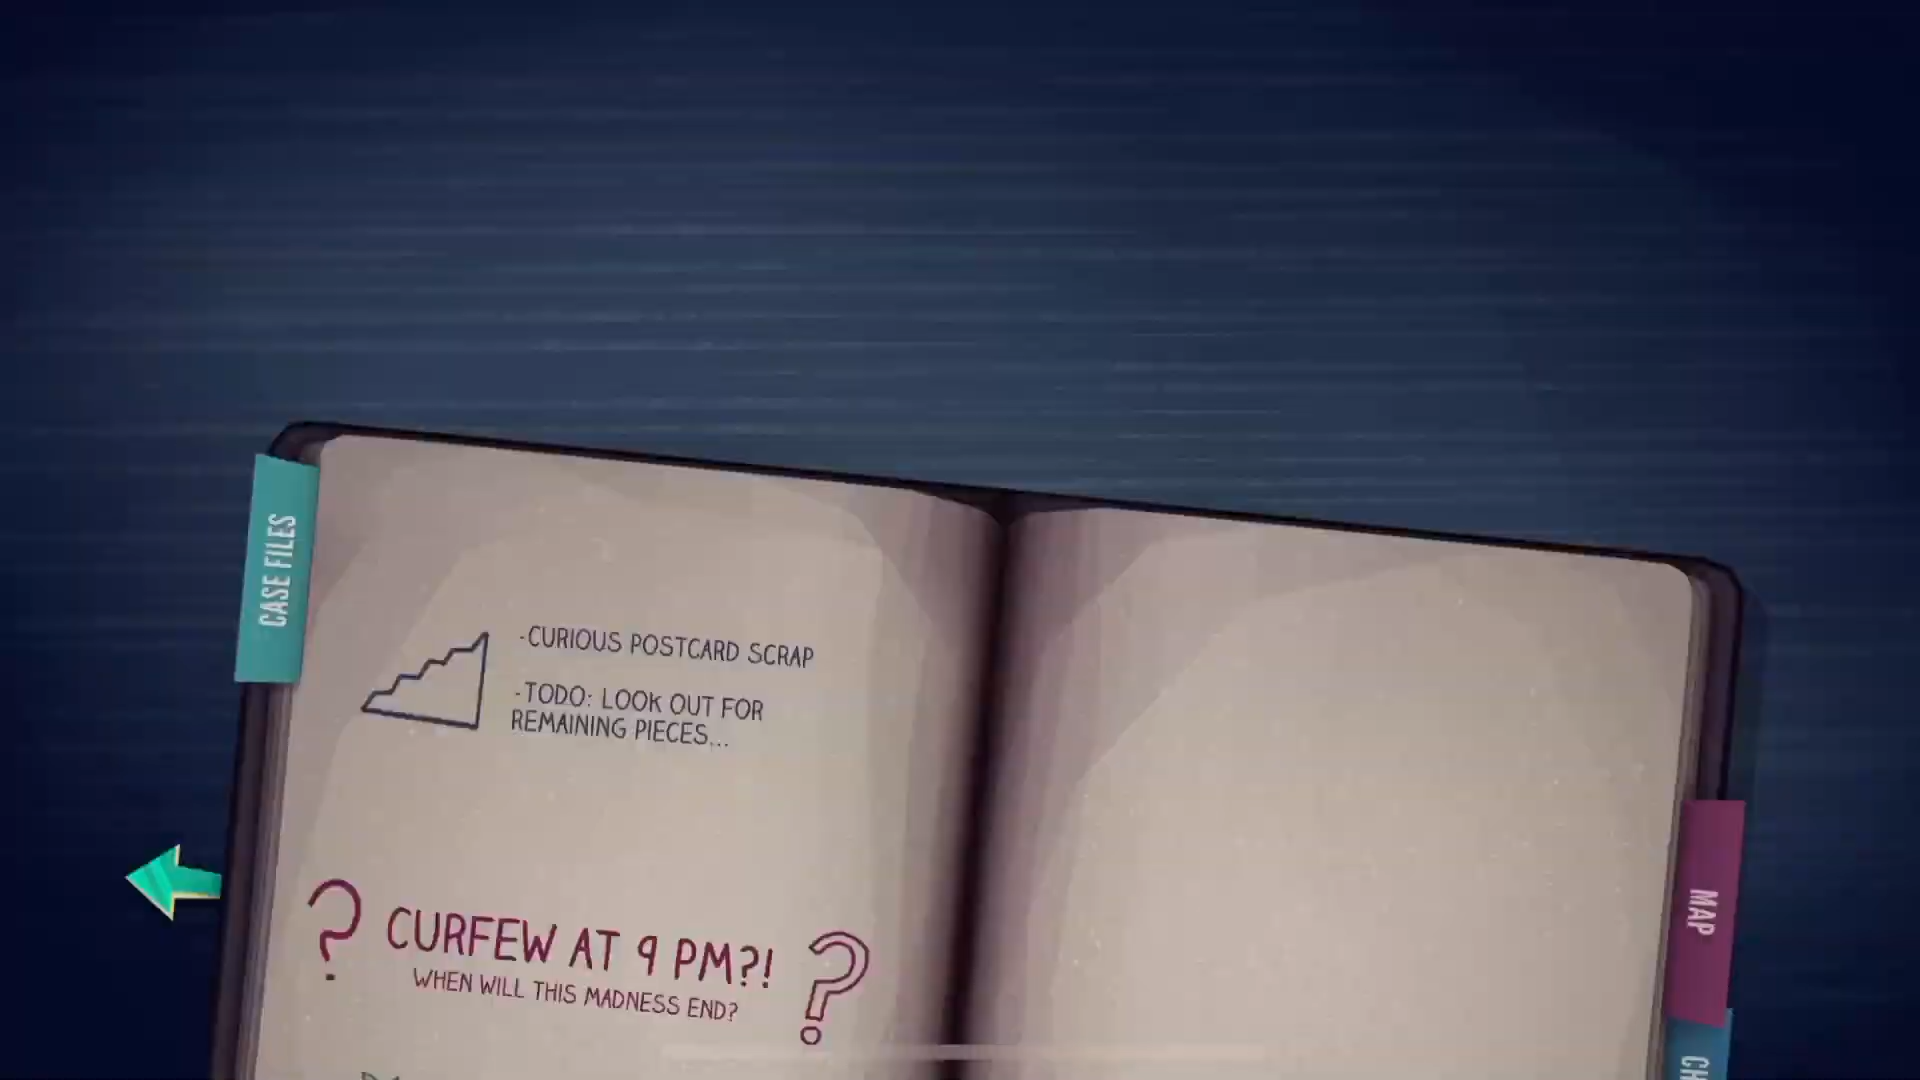 CASE FILES
-CURIOUS POSTCARD SCRAP
-TODO: LOOK OUT FOR
REMAINING PIECES...
? CURFEW AT 9 PM?! ?
WHEN WILL THIS MADNESS END?
MAP